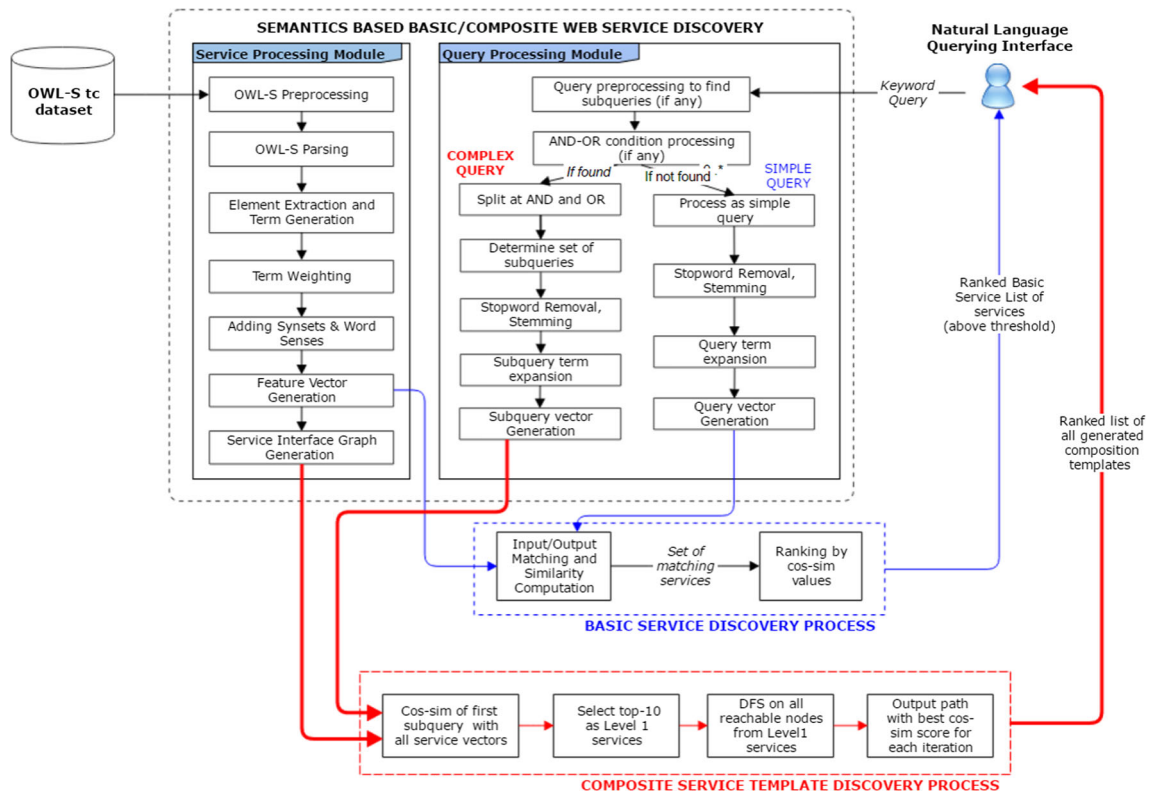 SEMANTICS BASED BASIC/COMPOSITE WEB SERVICE DISCOVERY
Natural Language
Querying Interface
OWL-S tc
dataset
Service Processing Module
OWL-S Preprocessing
OWL-S Parsing
Element Extraction and
Term Generation
Term Weighting
Adding Synsets & Word
Senses
Feature Vector
Generation
Service Interface Graph
Generation
Query Processing Module
Query preprocessing to find
subqueries (if any)
Keyword
Query
AND-OR condition processing
(if any)
COMPLEX
QUERY
If found
If not found
SIMPLE
QUERY
Split at AND and OR
Determine set of
subqueries
Stopword Removal,
Stemming
Subquery term
expansion
Subquery vector
Generation
Process as simple
query
Stopword Removal,
Stemming
Query term
expansion
Query vector
Generation
Ranked Basic
Service List of
services
(above threshold)
Ranked list of
all generated
composition
templates
Input/Output
Matching and
Similarity
Computation
Set of
matching
services
Ranking by
cos-sim
values
BASIC SERVICE DISCOVERY PROCESS
Cos-sim of first
subquery with
all service vectors
Select top-10
as Level 1
services
DFS on all
reachable nodes
from Level1
services
Output path
with best cos-
sim score for
each iteration
COMPOSITE SERVICE TEMPLATE DISCOVERY PROCESS